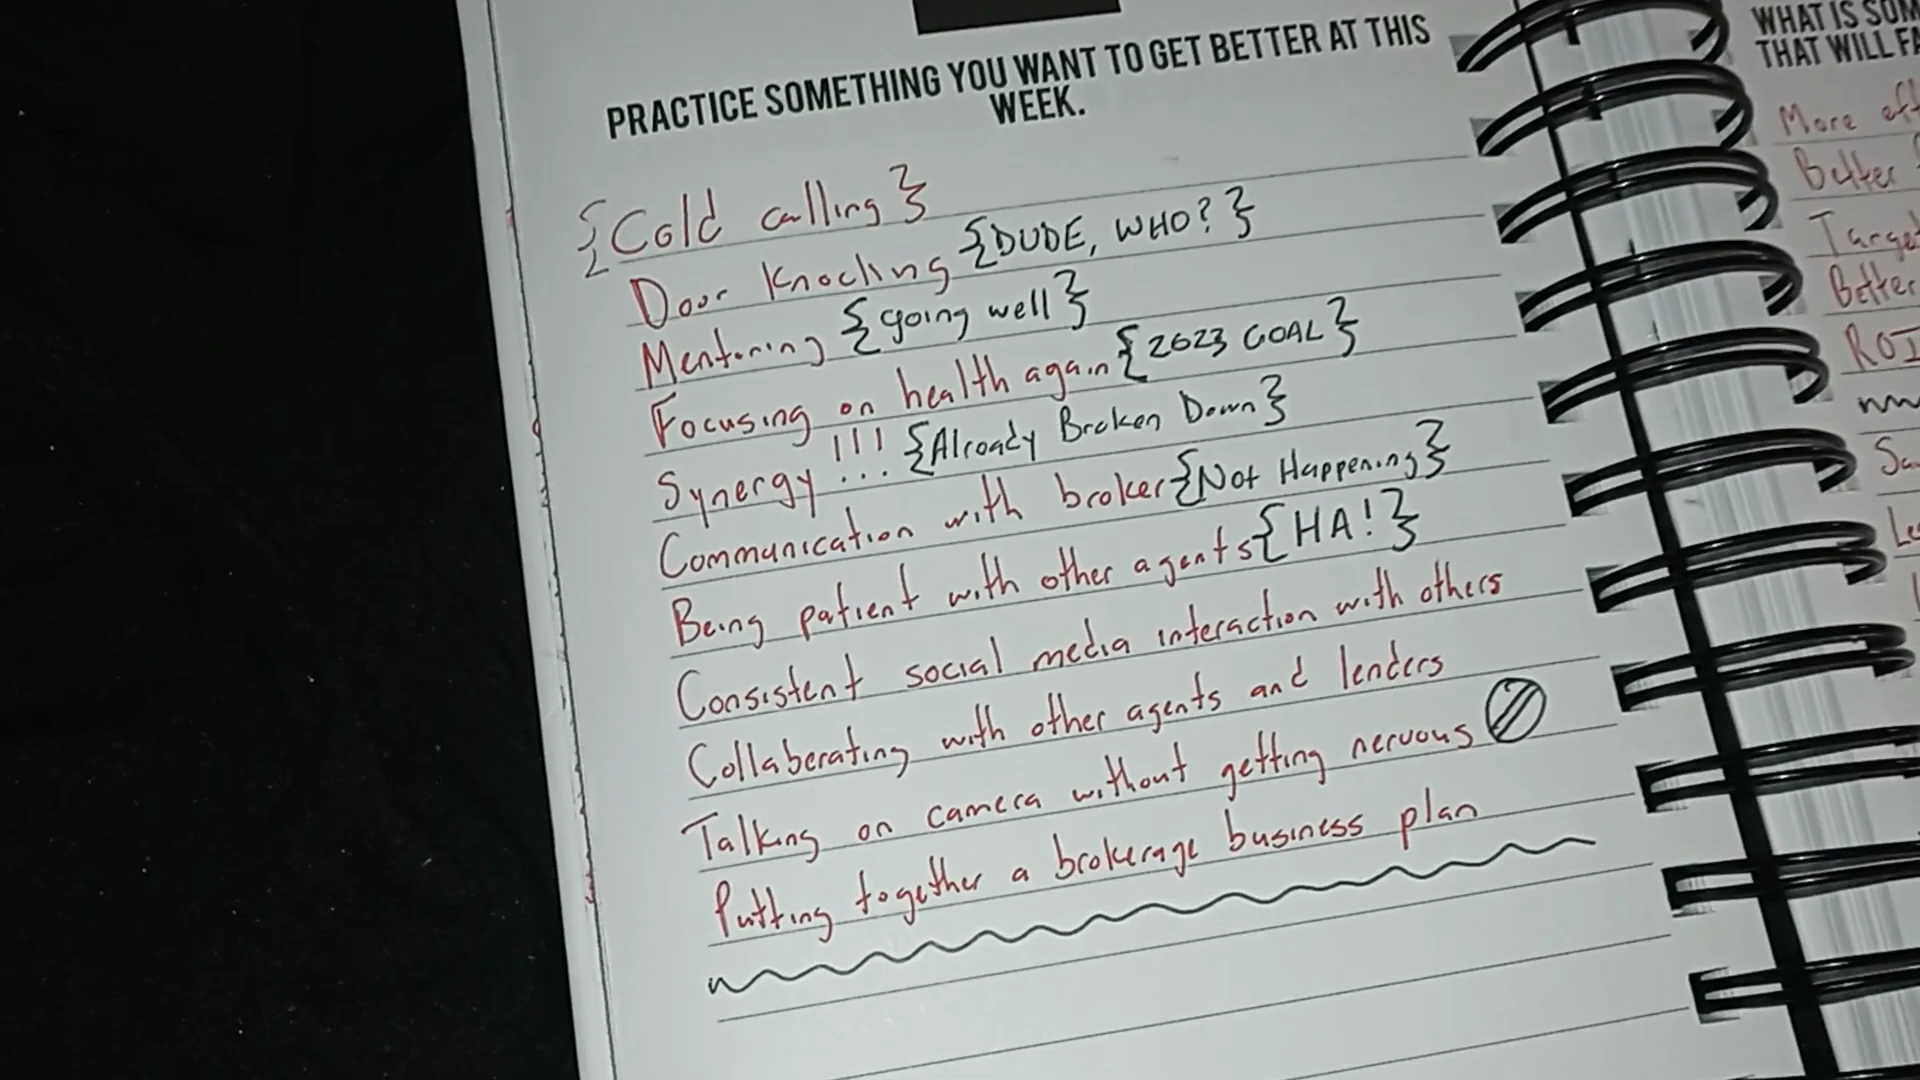 PRACTICE SOMETHING YOU WANT TO GET BETTER AT THIS
WEEK.
{Cold calling}
Door Knocking {DUDE, WHO?}
Mentoring {going well}
Focusing on health again {2023 GOAL}
Synergy !!! {Already Broken Down}
Communication with broker {Not Happening}
Being patient with other agents {HA!}
Consistent social media interaction with others
Collaberating with other agents and lenders
Talking on camera without getting nervous
Putting together a brokerage business plan
WHAT IS
THAT WILL
More
Better
Better
ROI